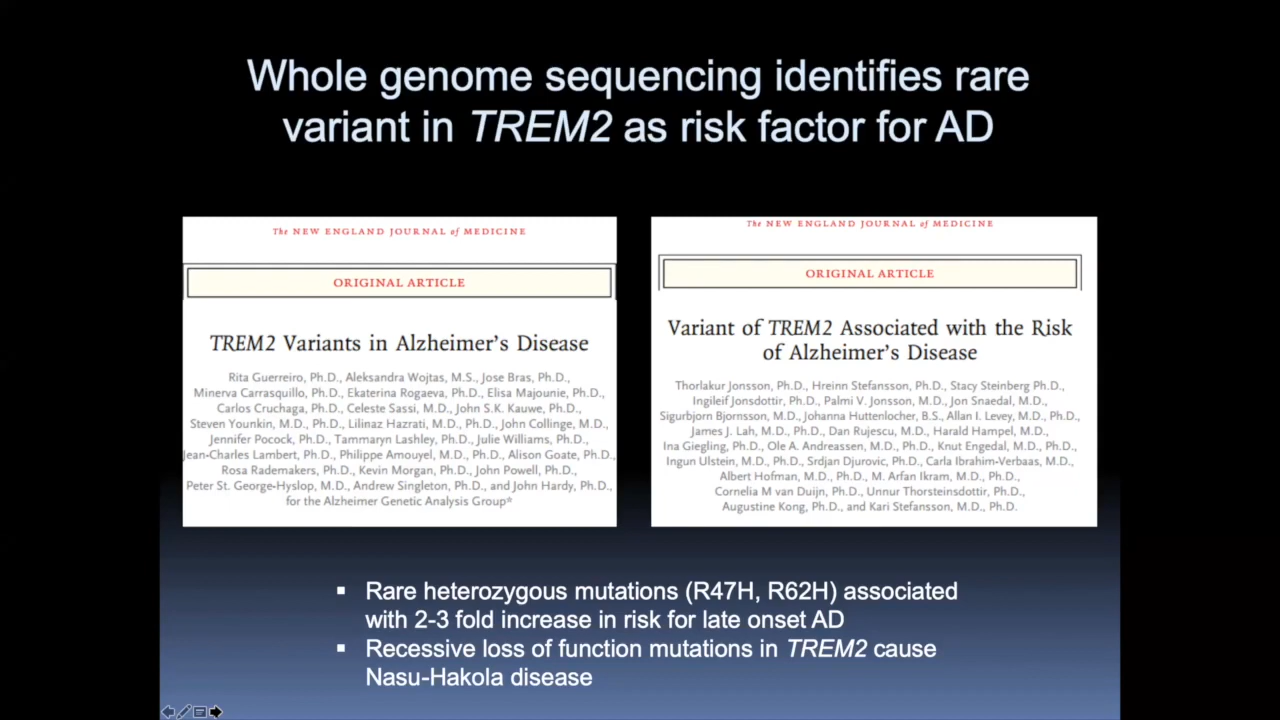 Whole genome sequencing identifies rare
variant in TREM2 as risk factor for AD
The NEW ENGLAND JOURNAL of MEDICINE
ORIGINAL ARTICLE
TREM2 Variants in Alzheimer's Disease
Rita Guerreiro, Ph.D., Aleksandra Wojtas, M.S., Jose Bras, Ph.D.,
Minerva Carrasquillo, Ph.D., Ekaterina Rogaeva, Ph.D., Elisa Majounie, Ph.D.,
Carlos Cruchaga, Ph.D., Celeste Sassi, M.D., John S.K. Kauwe, Ph.D.,
Steven Younkin, M.D., Ph.D., Lilinaz Hazrati, M.D., Ph.D., John Collinge, M.D.,
Jennifer Pocock, Ph.D., Tammaryn Lashley, Ph.D., Julie Williams, Ph.D.,
Jean-Charles Lambert, Ph.D., Philippe Amouyel, M.D., Ph.D., Alison Goate, Ph.D.,
Rosa Rademakers, Ph.D., Kevin Morgan, Ph.D., John Powell, Ph.D.,
Peter St. George-Hyslop, M.D., Andrew Singleton, Ph.D., and John Hardy, Ph.D.,
for the Alzheimer Genetic Analysis Group*
The NEW ENGLAND JOURNAL of MEDICINE
ORIGINAL ARTICLE
Variant of TREM2 Associated with the Risk
of Alzheimer's Disease
Thorlakur Jonsson, Ph.D., Hreinn Stefansson, Ph.D., Stacy Steinberg Ph.D.,
Ingileif Jonsdottir, Ph.D., Palmi V. Jonsson, M.D., Jon Snaedal, M.D.,
Sigurbjorn Bjornsson, M.D., Johanna Huttenlocher, B.S., Allan I. Levey, M.D., Ph.D.,
James J. Lah, M.D., Ph.D., Dan Rujescu, M.D., Harald Hampel, M.D.,
Ina Giegling, Ph.D., Ole A. Andreassen, M.D., Ph.D., Knut Engedal, M.D., Ph.D.,
Ingun Ulstein, M.D., Ph.D., Srdjan Djurovic, Ph.D., Carla Ibrahim-Verbaas, M.D.,
Albert Hofman, M.D., Ph.D., M. Arfan Ikram, M.D., Ph.D.,
Cornelia M van Duijn, Ph.D., Unnur Thorsteinsdottir, Ph.D.,
Augustine Kong, Ph.D., and Kari Stefansson, M.D., Ph.D.
▪ Rare heterozygous mutations (R47H, R62H) associated
with 2-3 fold increase in risk for late onset AD
▪ Recessive loss of function mutations in TREM2 cause
Nasu-Hakola disease